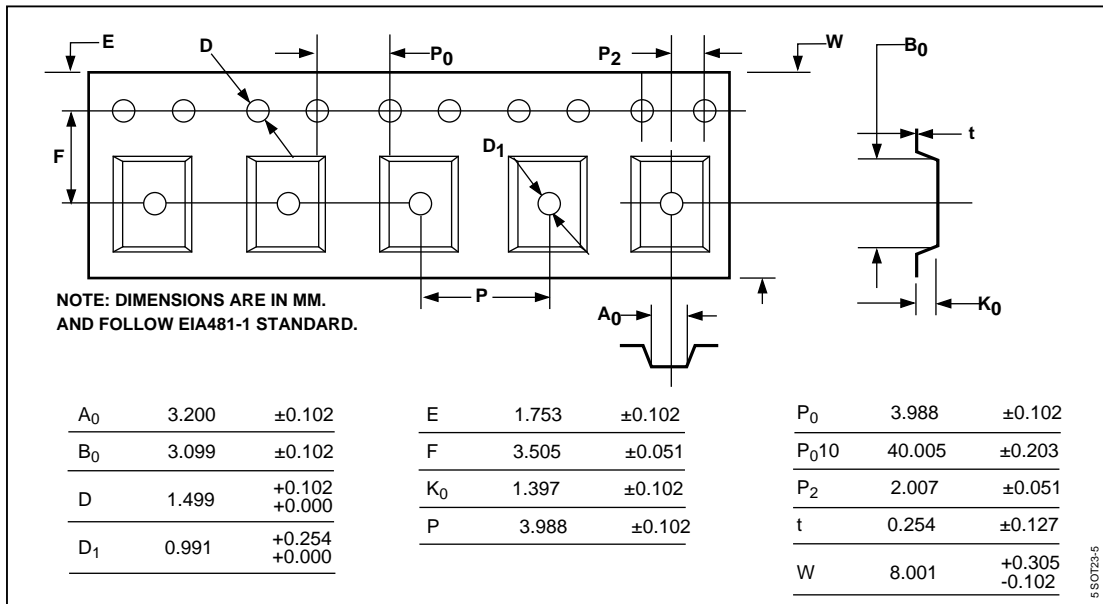 E
D
P0
P2
W
B0
t
F
D1
P
A0
K0
NOTE: DIMENSIONS ARE IN MM.
AND FOLLOW EIA481-1 STANDARD.
A0 3.200 ±0.102
B0 3.099 ±0.102
D 1.499 +0.102 +0.000
D1 0.991 +0.254 +0.000
E 1.753 ±0.102
F 3.505 ±0.051
K0 1.397 ±0.102
P 3.988 ±0.102
P0 3.988 ±0.102
P010 40.005 ±0.203
P2 2.007 ±0.051
t 0.254 ±0.127
W 8.001 +0.305 -0.102
5 SOT23-5